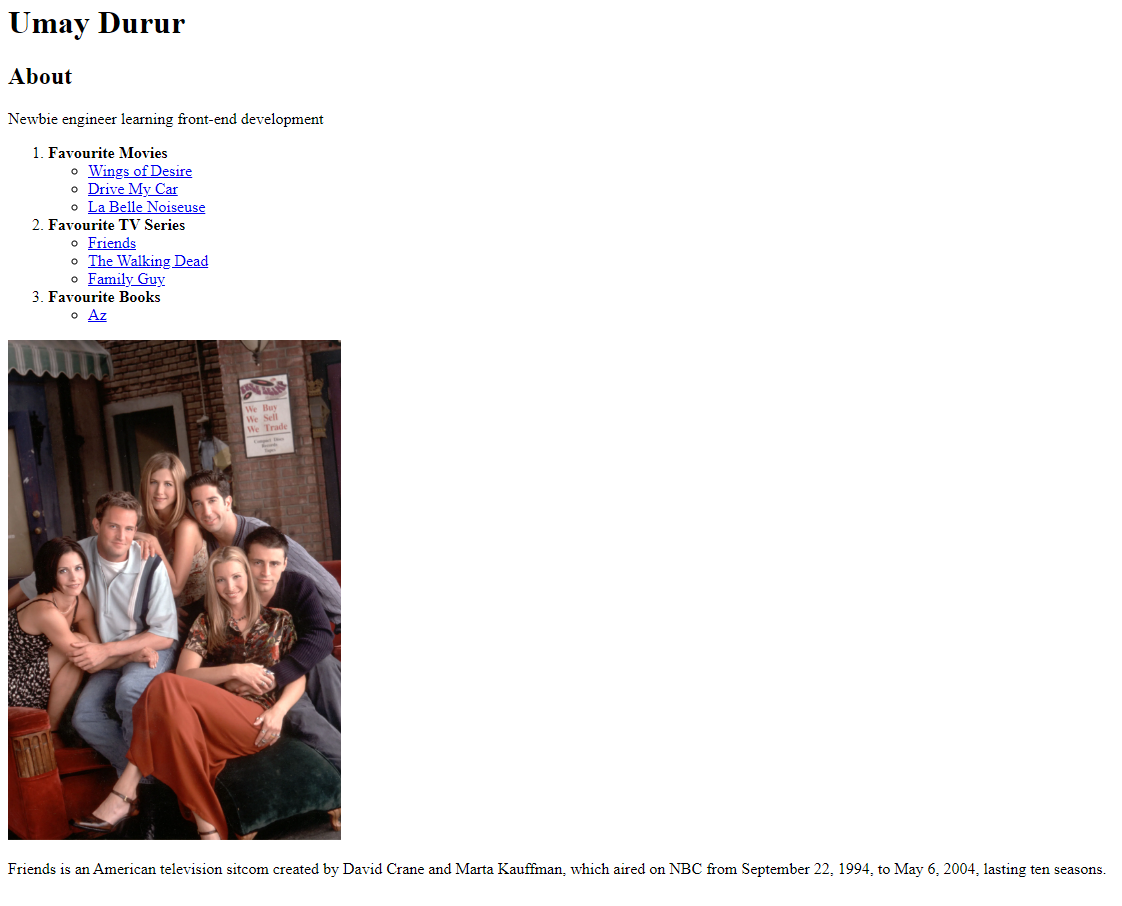 Umay Durur
About
Newbie engineer learning front-end development
1. Favourite Movies
Wings of Desire
Drive My Car
La Belle Noiseuse
2. Favourite TV Series
Friends
The Walking Dead
Family Guy
3. Favourite Books
Az
We Buy
We Sell
We Trade
Friends is an American television sitcom created by David Crane and Marta Kauffman, which aired on NBC from September 22, 1994, to May 6, 2004, lasting ten seasons.